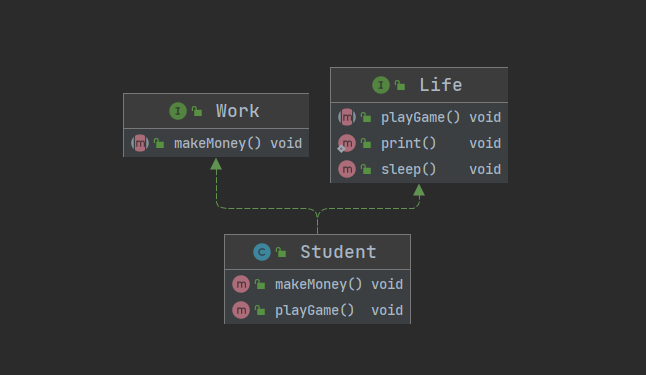 I Work
m makeMoney() void
I Life
m playGame() void
m print() void
m sleep() void
C Student
m makeMoney() void
m playGame() void